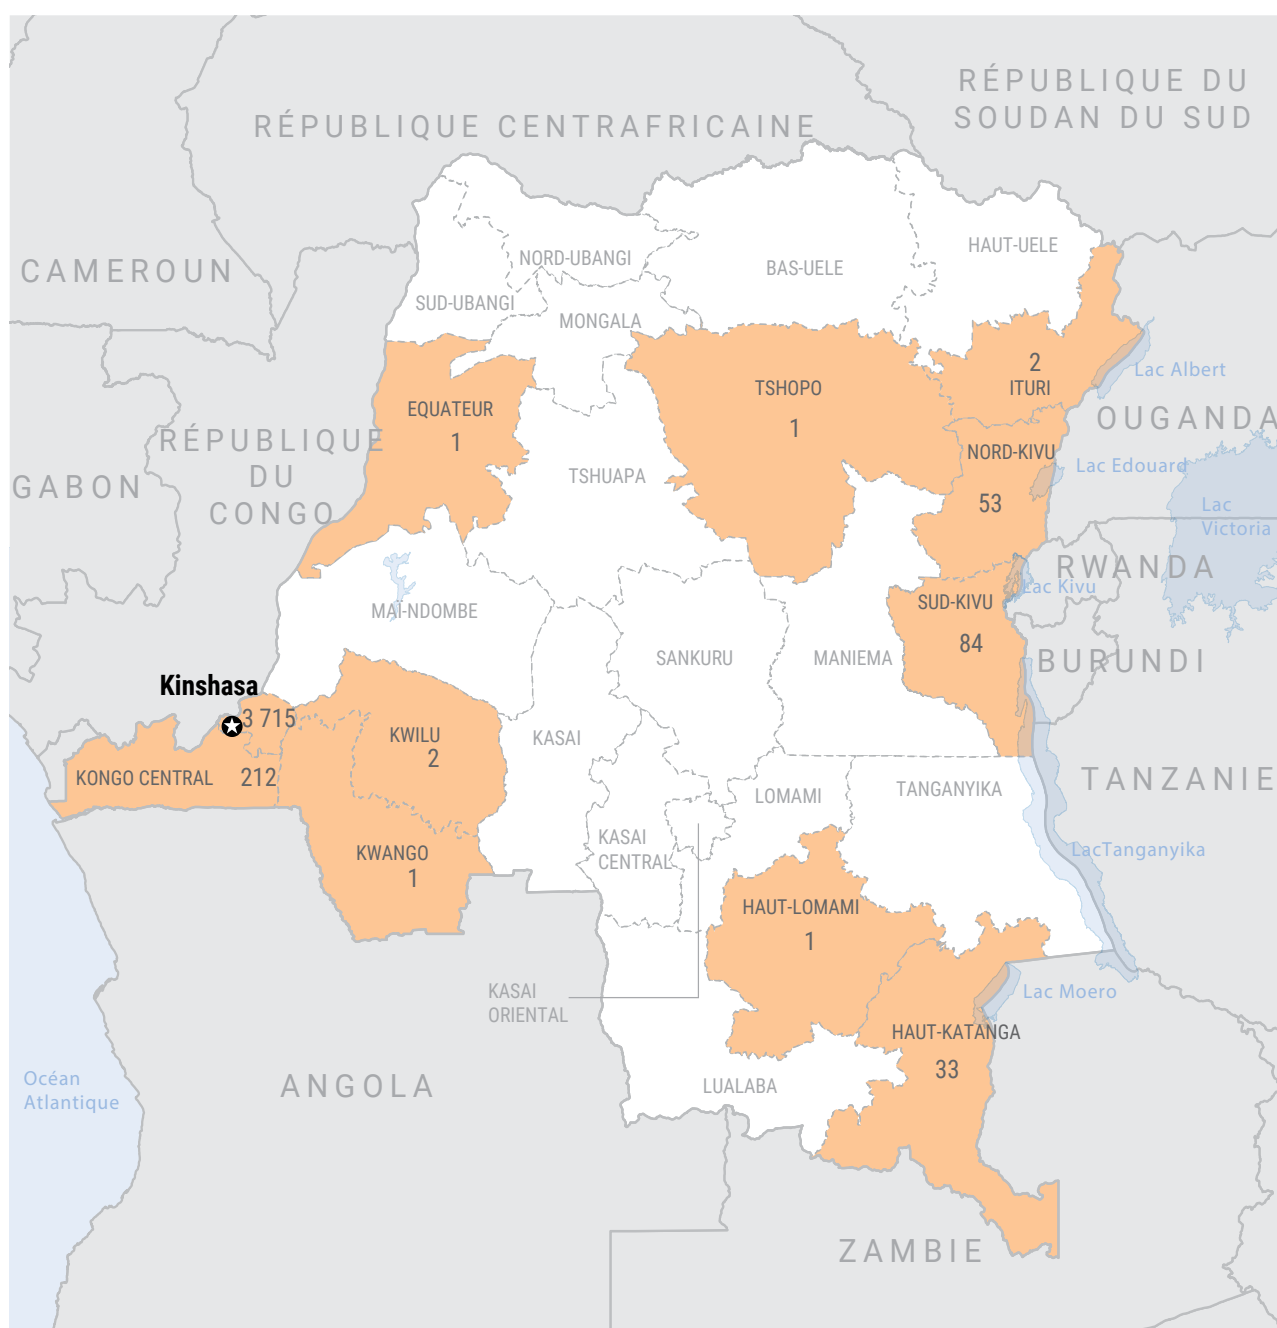 RÉPUBLIQUE DU
SOUDAN DU SUD
RÉPUBLIQUE CENTRAFRICAINE
HAUT-UELE
NORD-UBANGI
BAS-UELE
CAMEROUN
SUD-UBANGI
MONGALA
2
ITURI
Lac Albert
TSHOPO
1
EQUATEUR
1
OUGANDA
RÉPUBLIQUE
DU
CONGO
NORD-KIVU
53
Lac Edouard
TSHUAPA
GABON
Lac
Victoria
RWANDA
Lac Kivu
SUD-KIVU
84
MAÏ-NDOMBE
SANKURU
MANIEMA
BURUNDI
Kinshasa
3 715
KWILU
2
KASAI
KONGO CENTRAL
212
TANZANIE
TANGANYIKA
LOMAMI
KASAI
CENTRAL
KWANGO
1
LacTanganyika
HAUT-LOMAMI
1
KASAI
ORIENTAL
Lac Moero
HAUT-KATANGA
33
LUALABA
Océan
Atlantique
ANGOLA
ZAMBIE